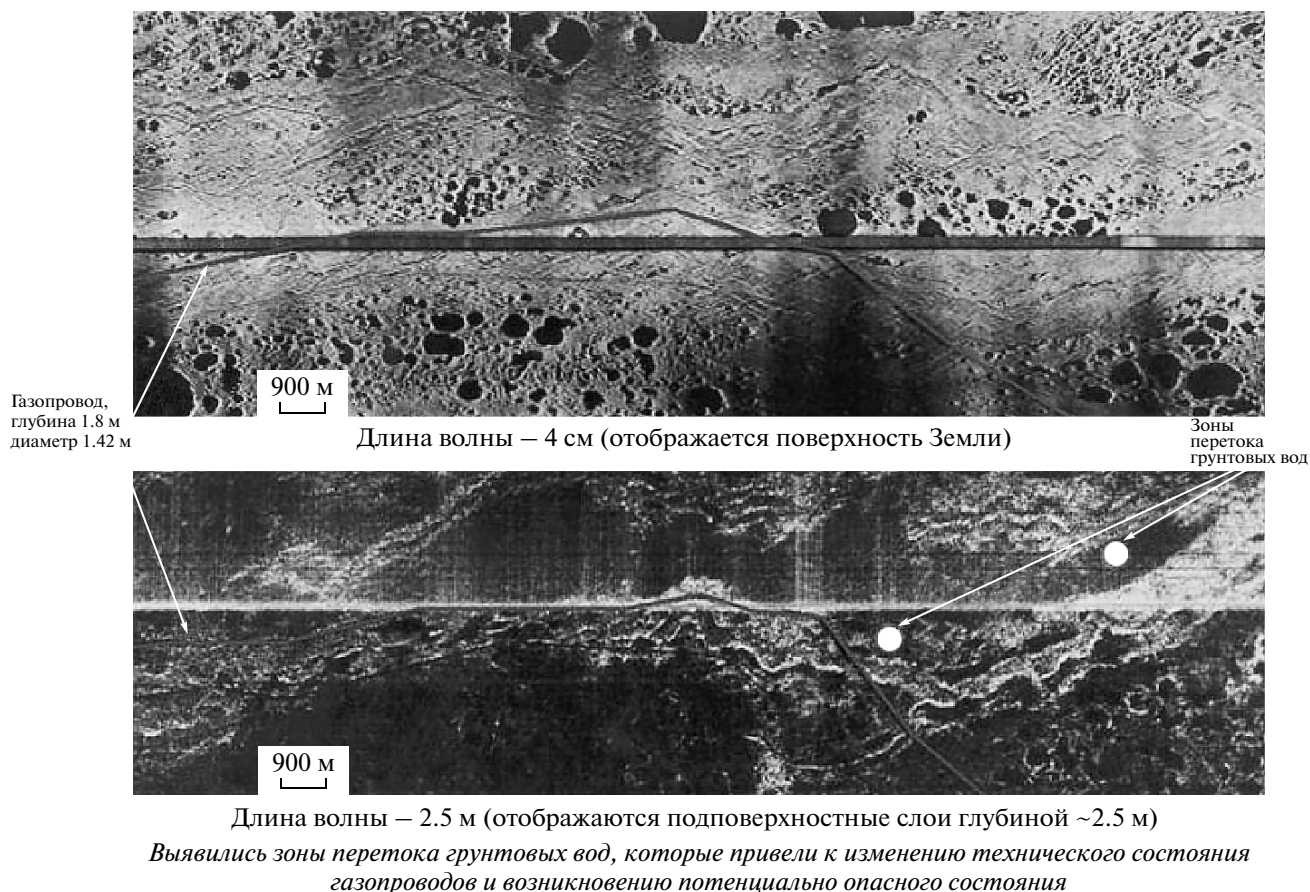 900 м
Газопровод,
глубина 1.8 м
диаметр 1.42 м
Длина волны – 4 см (отображается поверхность Земли)
Зоны
перетока
грунтовых вод
900 м
Длина волны – 2.5 м (отображаются подповерхностные слои глубиной ~2.5 м)
Выявились зоны перетока грунтовых вод, которые привели к изменению технического состояния
газопроводов и возникновению потенциально опасного состояния